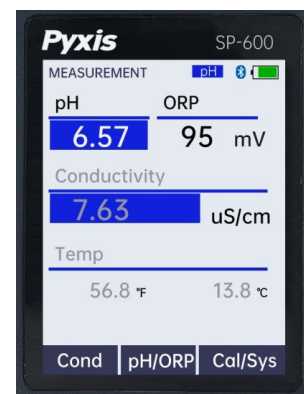 Pyxis SP-600
MEASUREMENT pH
pH ORP
6.57 95 mV
Conductivity
7.63 uS/cm
Temp
56.8 °F 13.8 °C
Cond pH/ORP Cal/Sys